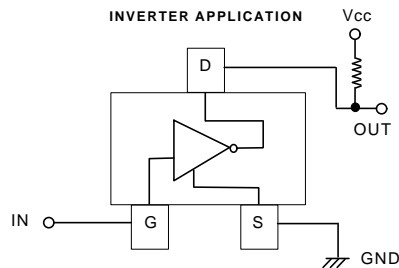 INVERTER APPLICATION
Vcc
D
OUT
IN
G
S
GND